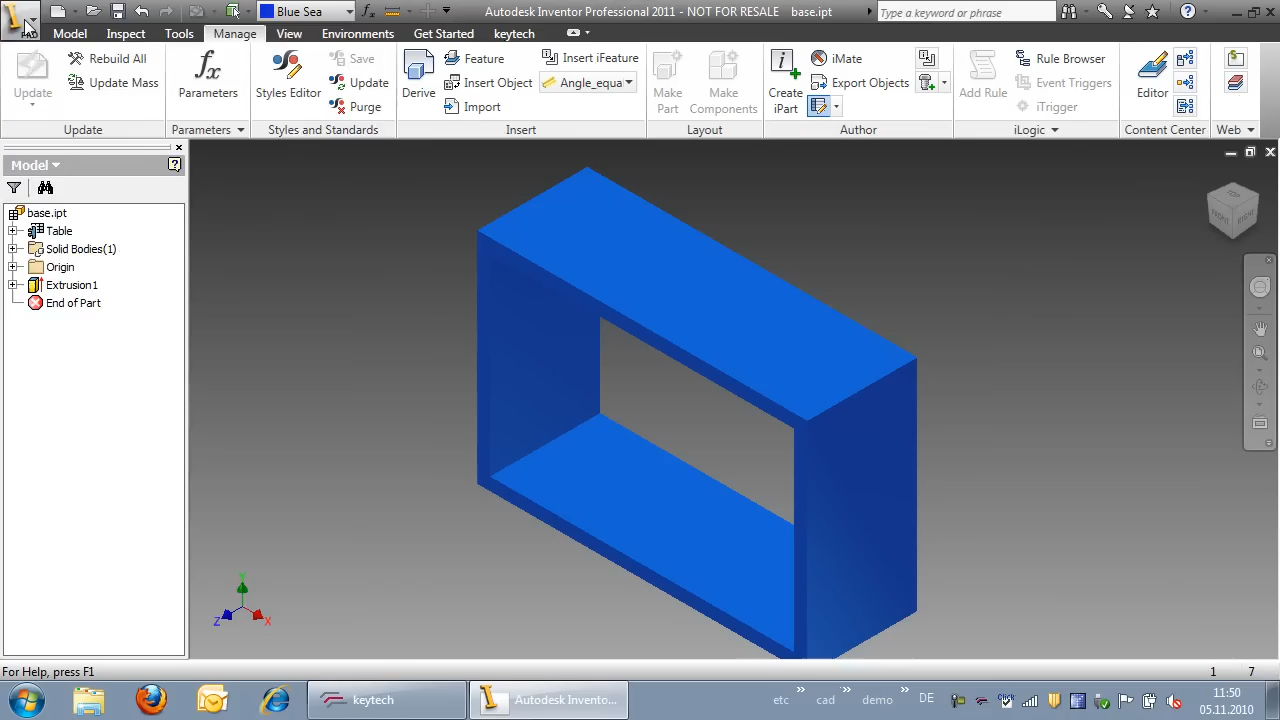 Blue Sea
Autodesk Inventor Professional 2011 - NOT FOR RESALE base.ipt
Type a keyword or phrase
Model Inspect Tools Manage View Environments Get Started keytech
Update
Rebuild All
Update Mass
Update
fx
Parameters
Parameters
Styles Editor
Save
Update
Purge
Styles and Standards
Derive
Feature
Insert Object
Import
Insert iFeature
Angle_equa
Insert
Make
Part
Make
Components
Layout
Create
iPart
iMate
Export Objects
Author
Add Rule
Rule Browser
Event Triggers
iTrigger
iLogic
Editor
Content Center
Web
Model
base.ipt
Table
Solid Bodies(1)
Origin
Extrusion1
End of Part
FRONT
RIGHT
Y
Z
X
For Help, press F1
1 7
keytech
Autodesk Invento...
etc » cad » demo » DE
11:50
05.11.2010